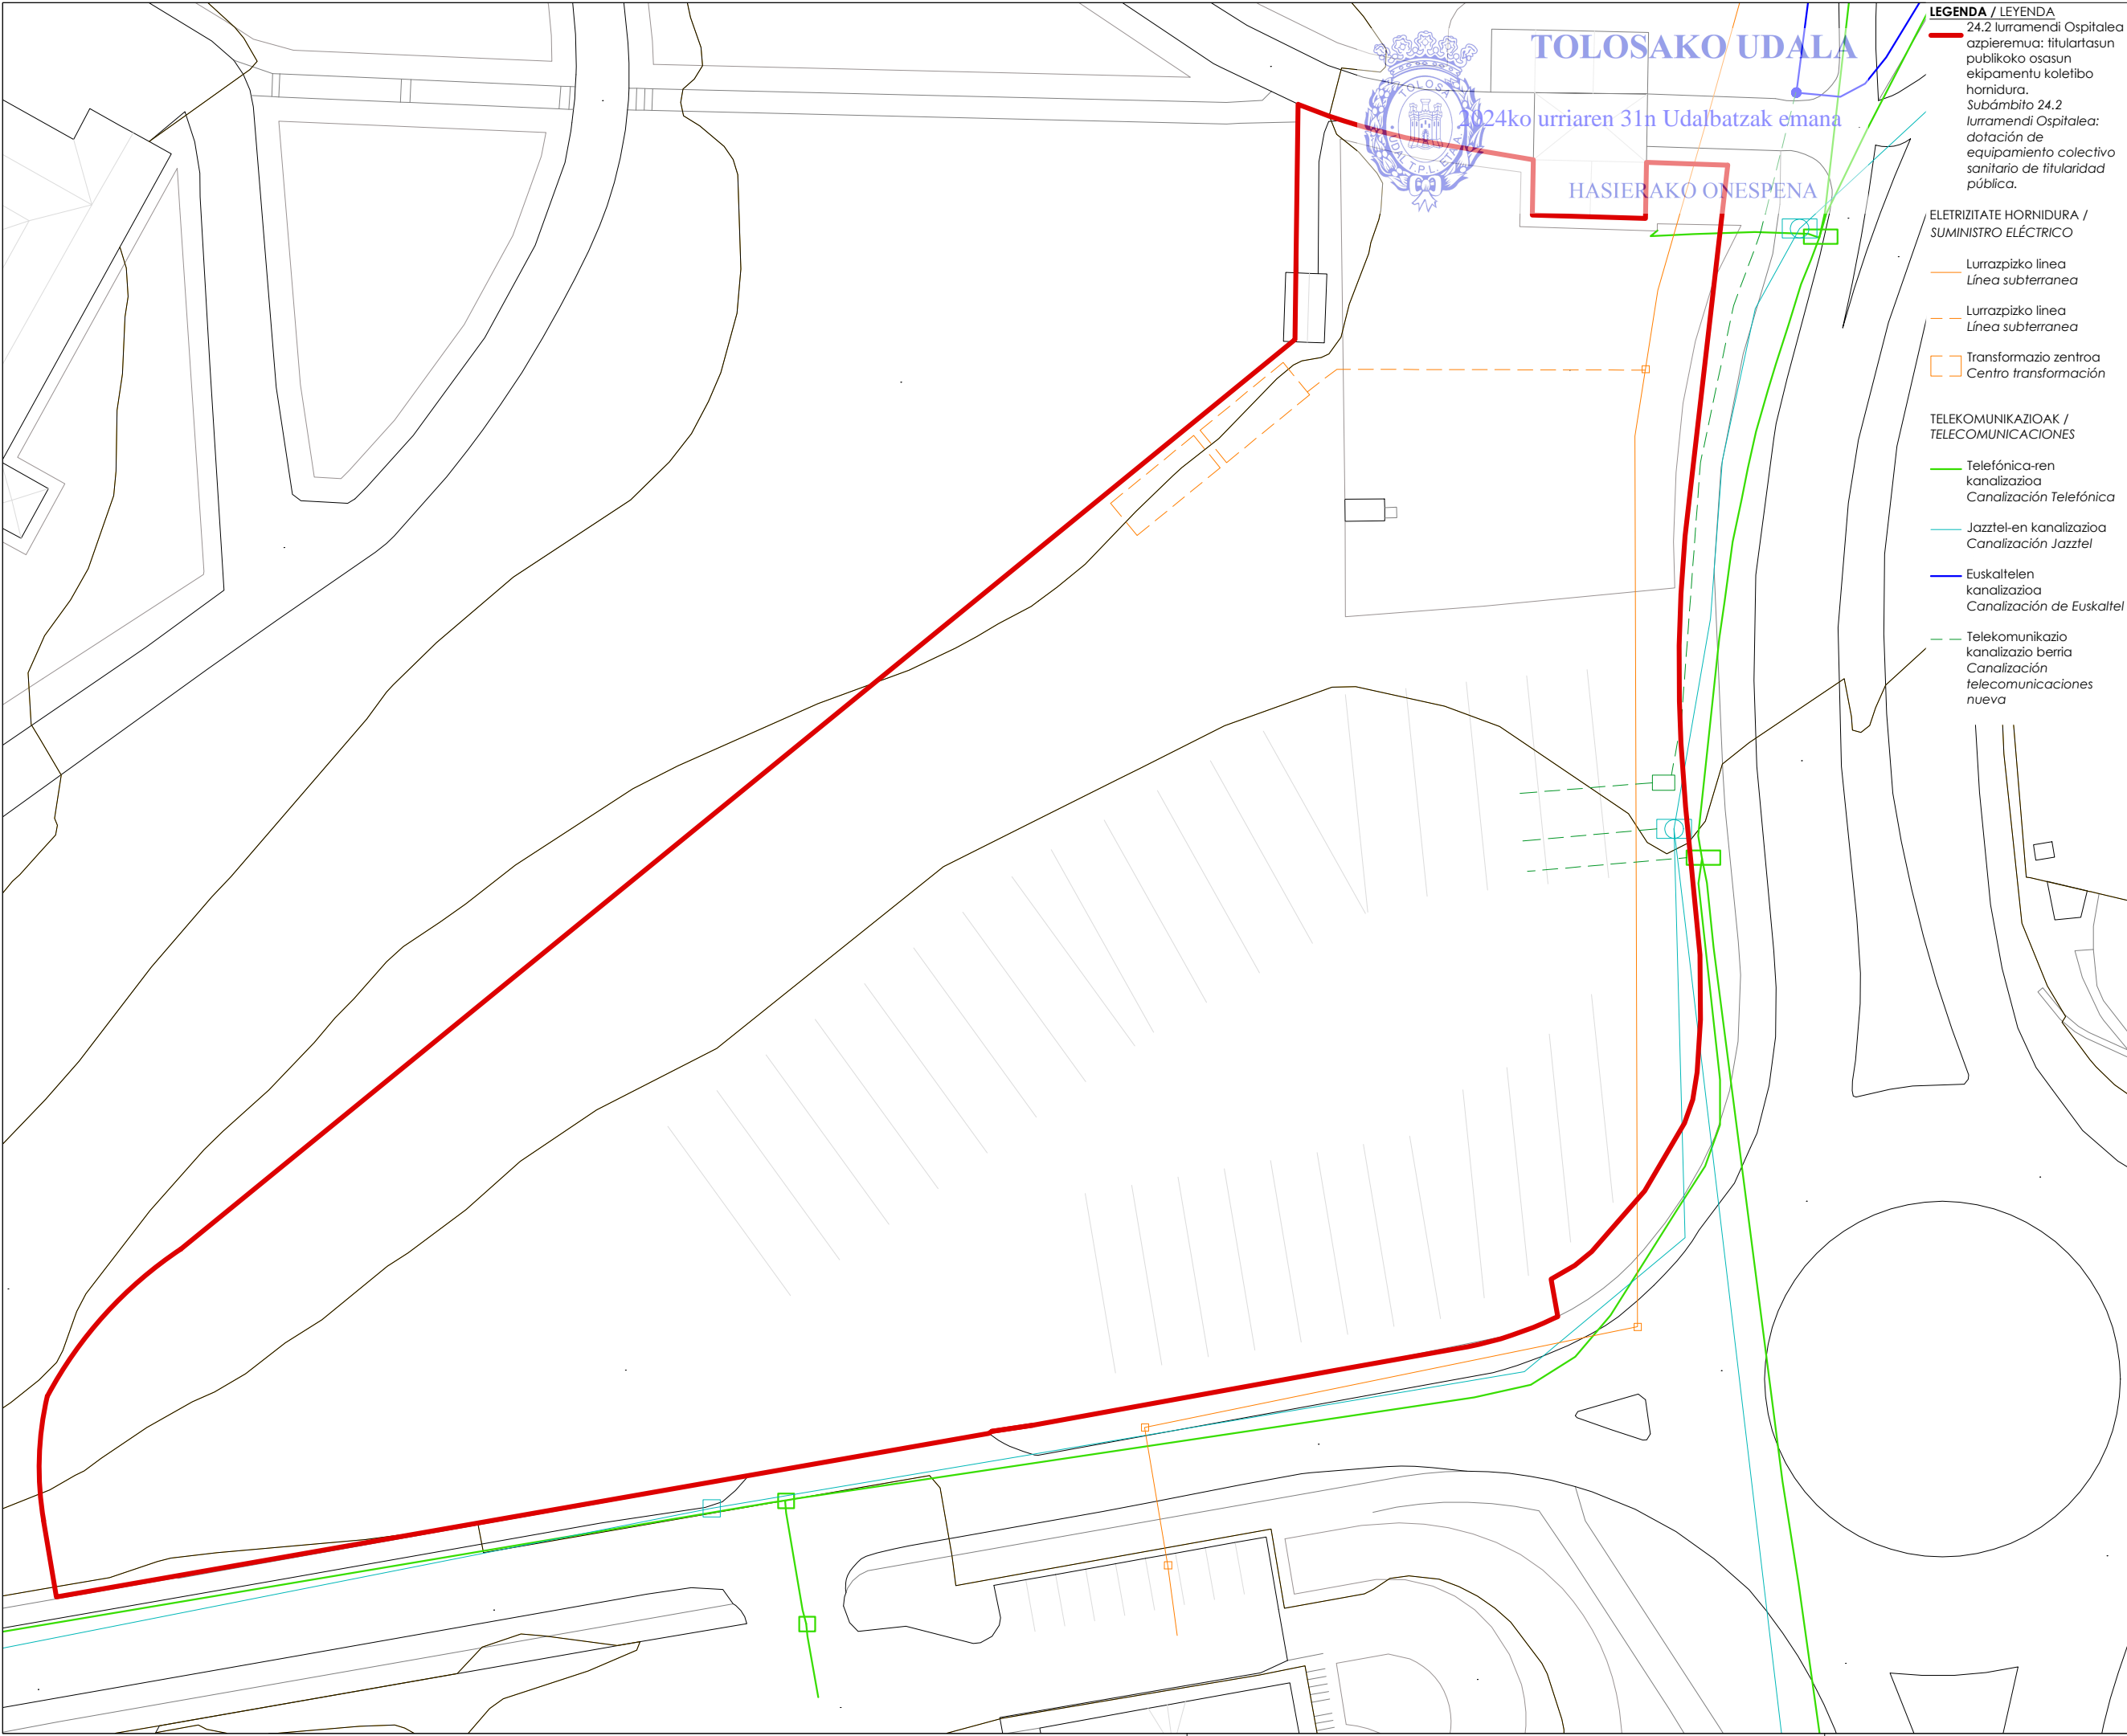 TOLOSAKO UDALA
2024ko urriaren 31n Udalbatzak emana
HASIERAKO ONESPENA
TOLOSA
UDAL T.P.L. ETXEA
LEGENDA / LEYENDA
24.2 Iurramendi Ospitalea
azpieremua: titulartasun
publikoko osasun
ekipamentu koletibo
hornidura.
Subámbito 24.2
Iurramendi Ospitalea:
dotación de
equipamiento colectivo
sanitario de titularidad
pública.
ELETRIZITATE HORNIDURA /
SUMINISTRO ELÉCTRICO
Lurrazpizko linea
Línea subterranea
Lurrazpizko linea
Línea subterranea
Transformazio zentroa
Centro transformación
TELEKOMUNIKAZIOAK /
TELECOMUNICACIONES
Telefónica-ren
kanalizazioa
Canalización Telefónica
Jazztel-en kanalizazioa
Canalización Jazztel
Euskaltelen
kanalizazioa
Canalización de Euskaltel
Telekomunikazio
kanalizazio berria
Canalización
telecomunicaciones
nueva